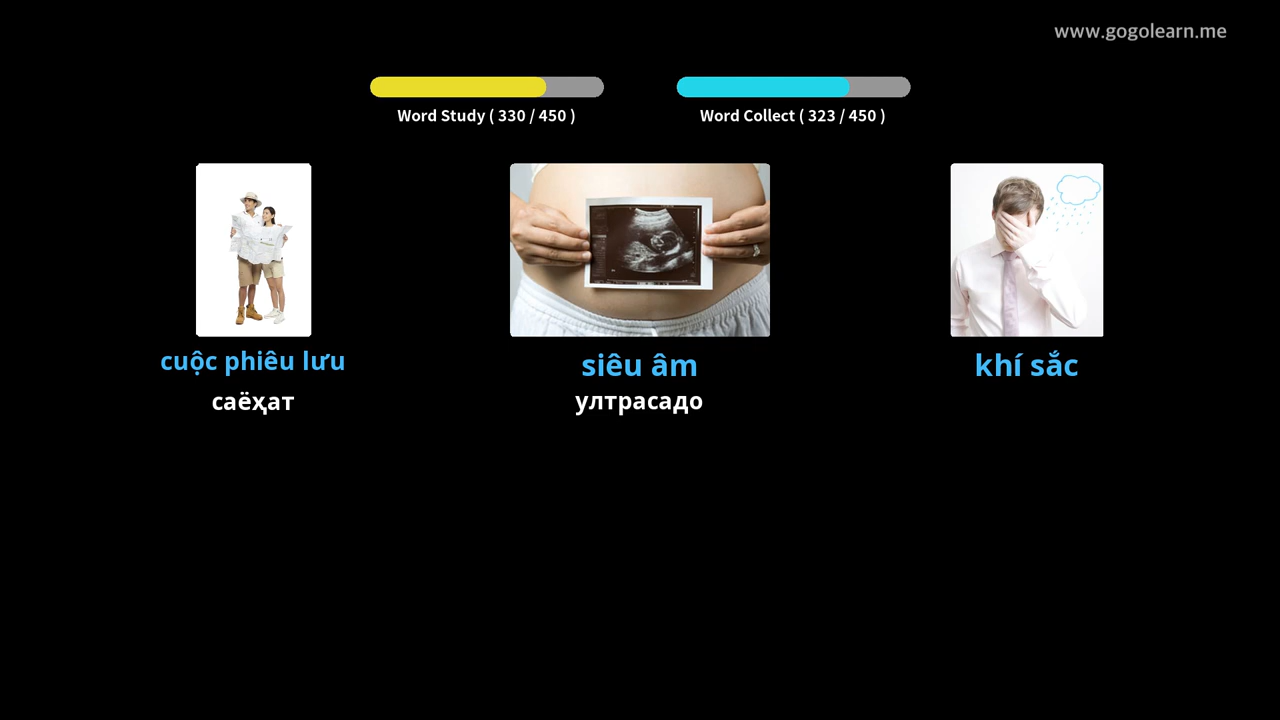 www.gogolearn.me
Word Study ( 330 / 450 )
Word Collect ( 323 / 450 )
cuộc phiêu lưu
саёҳат
siêu âm
ултрасадо
khí sắc